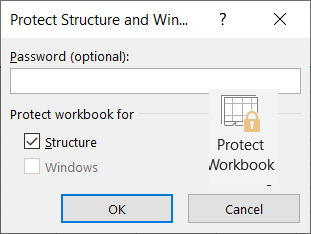 Protect Structure and Win...
?
Password (optional):
Protect workbook for
Structure
Windows
Protect
Workbook
OK
Cancel